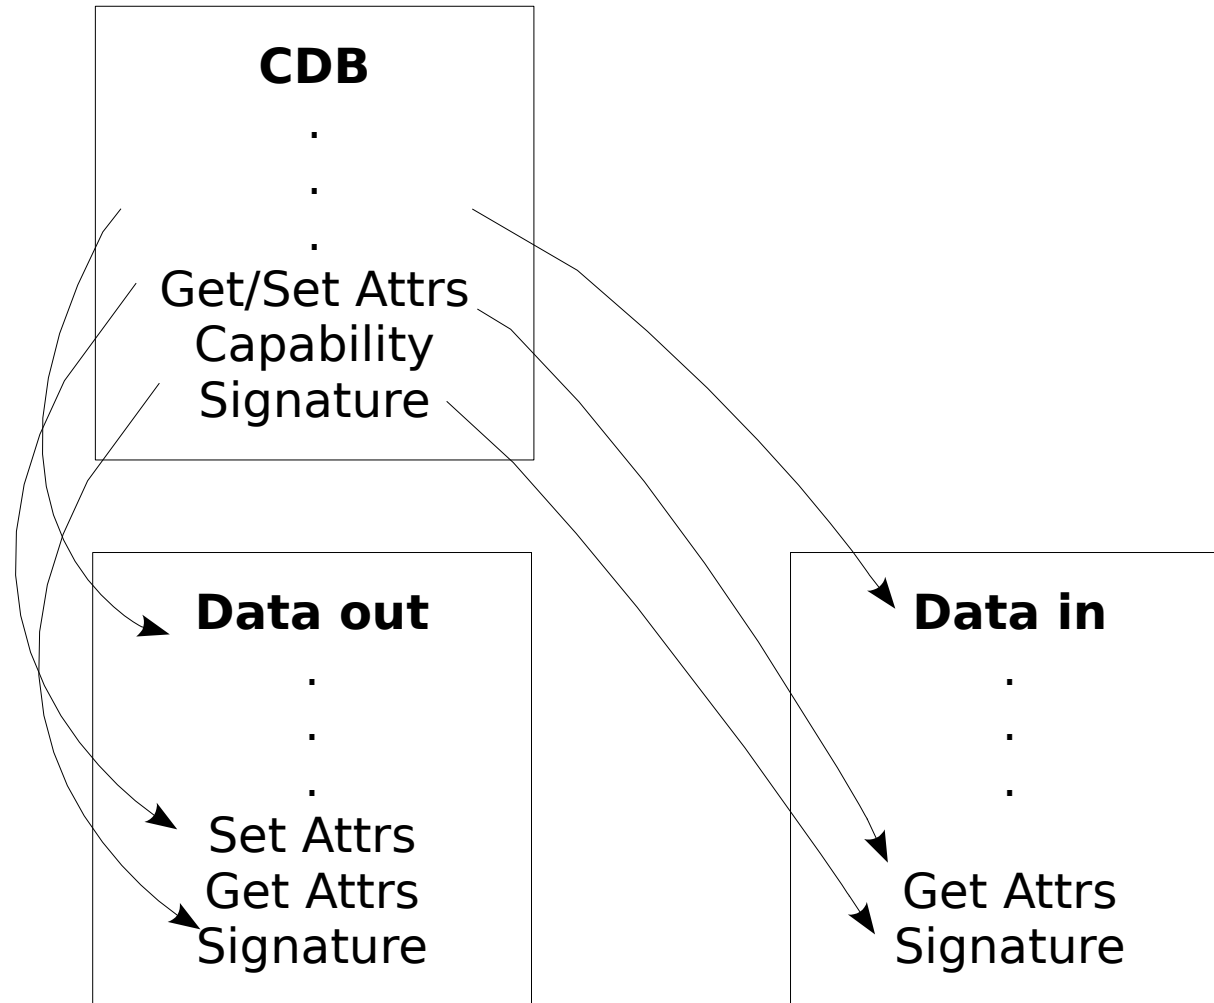 CDB
.
.
.
Get/Set Attrs
Capability
Signature
Data out
.
.
.
Set Attrs
Get Attrs
Signature
Data in
.
.
.
Get Attrs
Signature